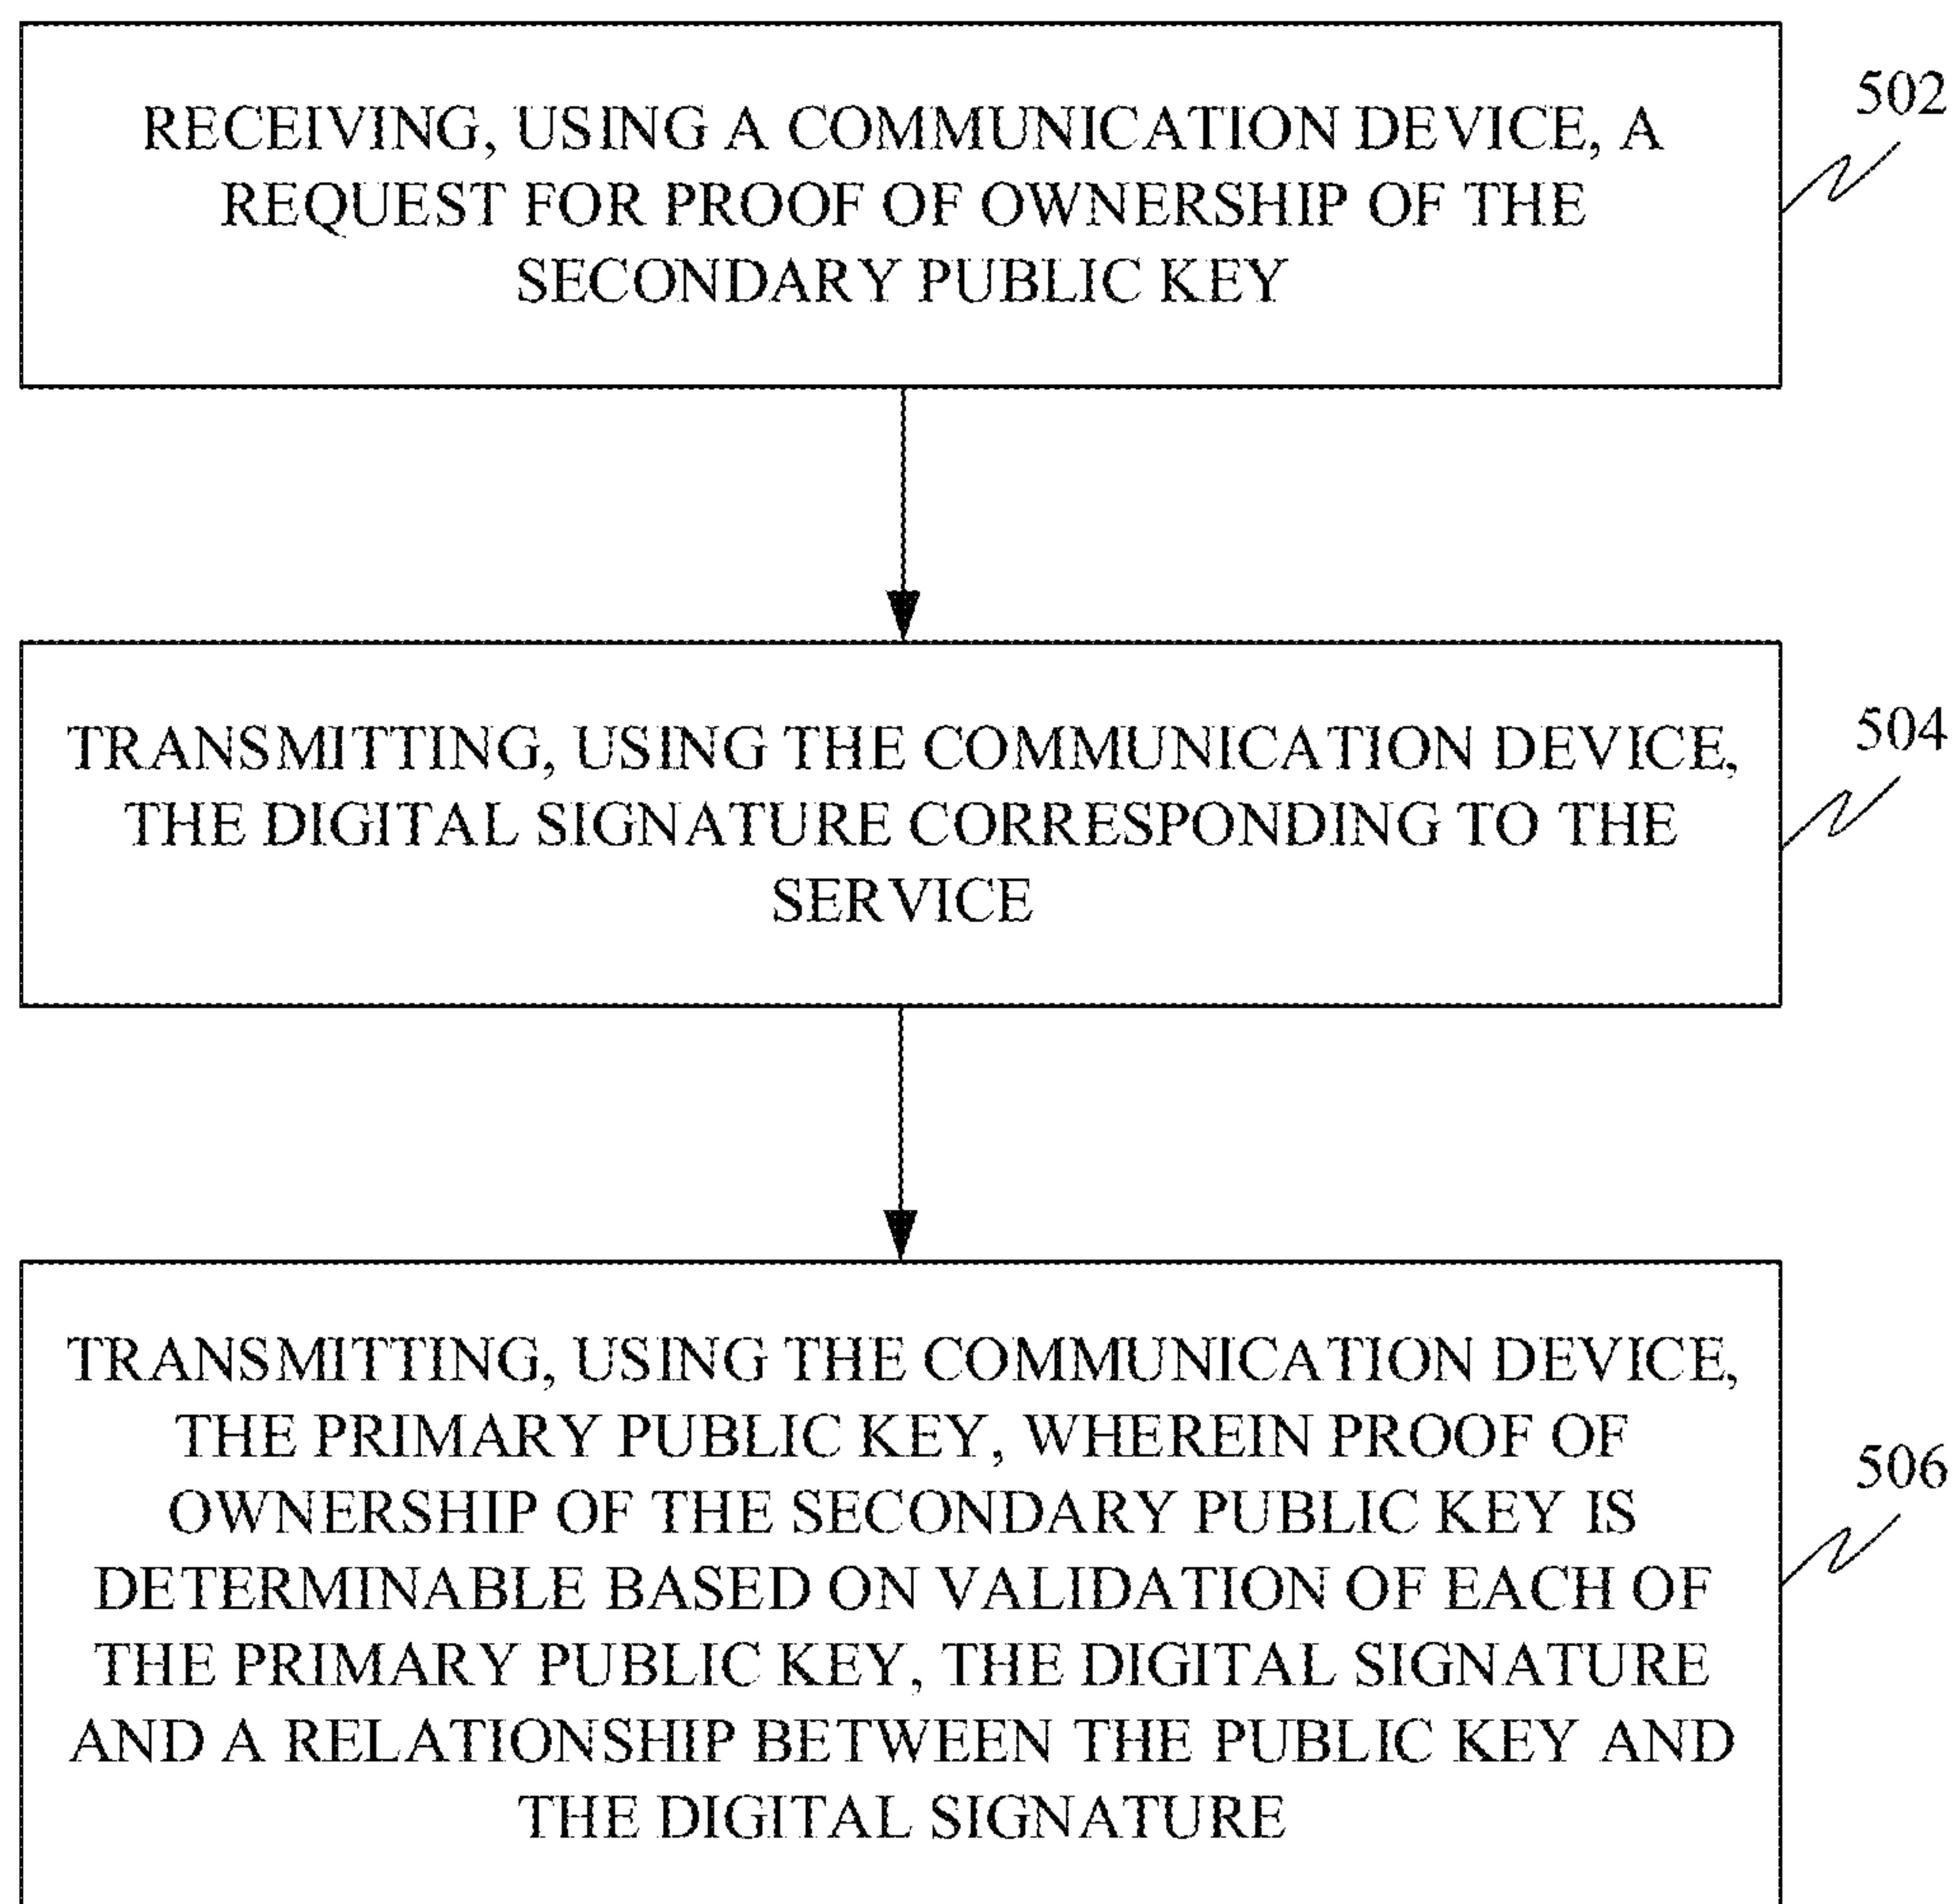 RECEIVING, USING A COMMUNICATION DEVICE, A
REQUEST FOR PROOF OF OWNERSHIP OF THE
SECONDARY PUBLIC KEY
502
TRANSMITTING, USING THE COMMUNICATION DEVICE,
THE DIGITAL SIGNATURE CORRESPONDING TO THE
SERVICE
504
TRANSMITTING, USING THE COMMUNICATION DEVICE,
THE PRIMARY PUBLIC KEY, WHEREIN PROOF OF
OWNERSHIP OF THE SECONDARY PUBLIC KEY IS
DETERMINABLE BASED ON VALIDATION OF EACH OF
THE PRIMARY PUBLIC KEY, THE DIGITAL SIGNATURE
AND A RELATIONSHIP BETWEEN THE PUBLIC KEY AND
THE DIGITAL SIGNATURE
506